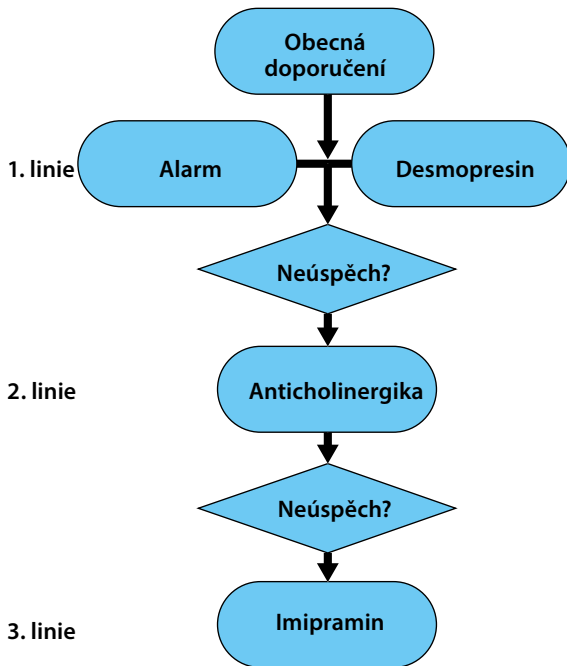 Obecná
doporučení
1. linie
Alarm
Desmopresin
Neúspěch?
2. linie
Anticholinergika
Neúspěch?
Imipramin
3. linie